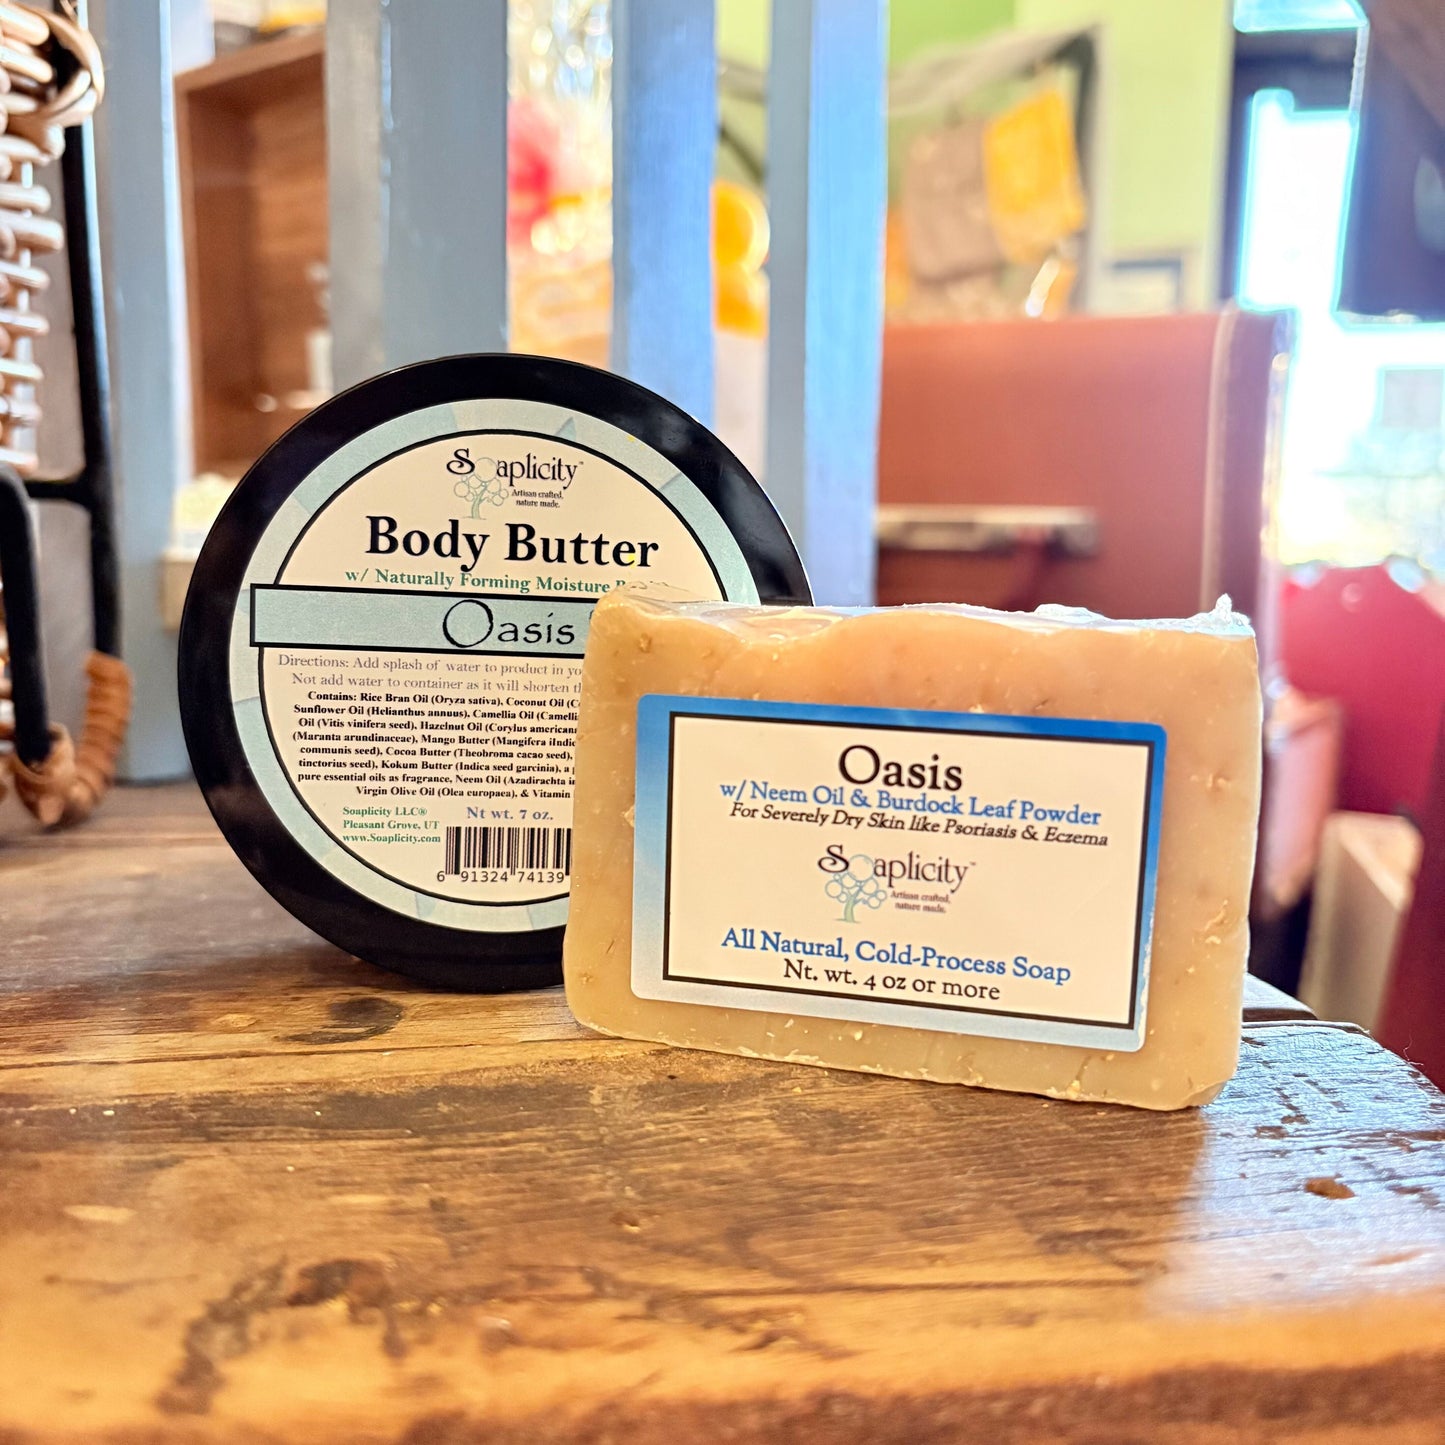 Soaplicity™
Artisan crafted,
nature made.
Body Butter
w/ Naturally Forming Moisture
Oasis
Directions: Add splash of water to product in
Not add water to container as it will shorten
Contains: Rice Bran Oil (Oryza sativa), Coconut Oil
Sunflower Oil (Helianthus annuus), Camellia Oil
Oil (Vitis vinifera seed), Hazelnut Oil (Corylus
(Maranta arundinaceae), Mango Butter (Mangifera
communis seed), Cocoa Butter (Theobroma cacao seed),
tinctorius seed), Kokum Butter (Indica seed garcinia), a
pure essential oils as fragrance, Neem Oil (Azadirachta
Virgin Olive Oil (Olea europaea), & Vitamin
Soaplicity LLC®
Pleasant Grove, UT
www.Soaplicity.com
Nt wt. 7 oz.
6 91324 74139
Oasis
w/ Neem Oil & Burdock Leaf Powder
For Severely Dry Skin like Psoriasis & Eczema
Soaplicity™
Artisan crafted,
nature made.
All Natural, Cold-Process Soap
Nt. wt. 4 oz or more